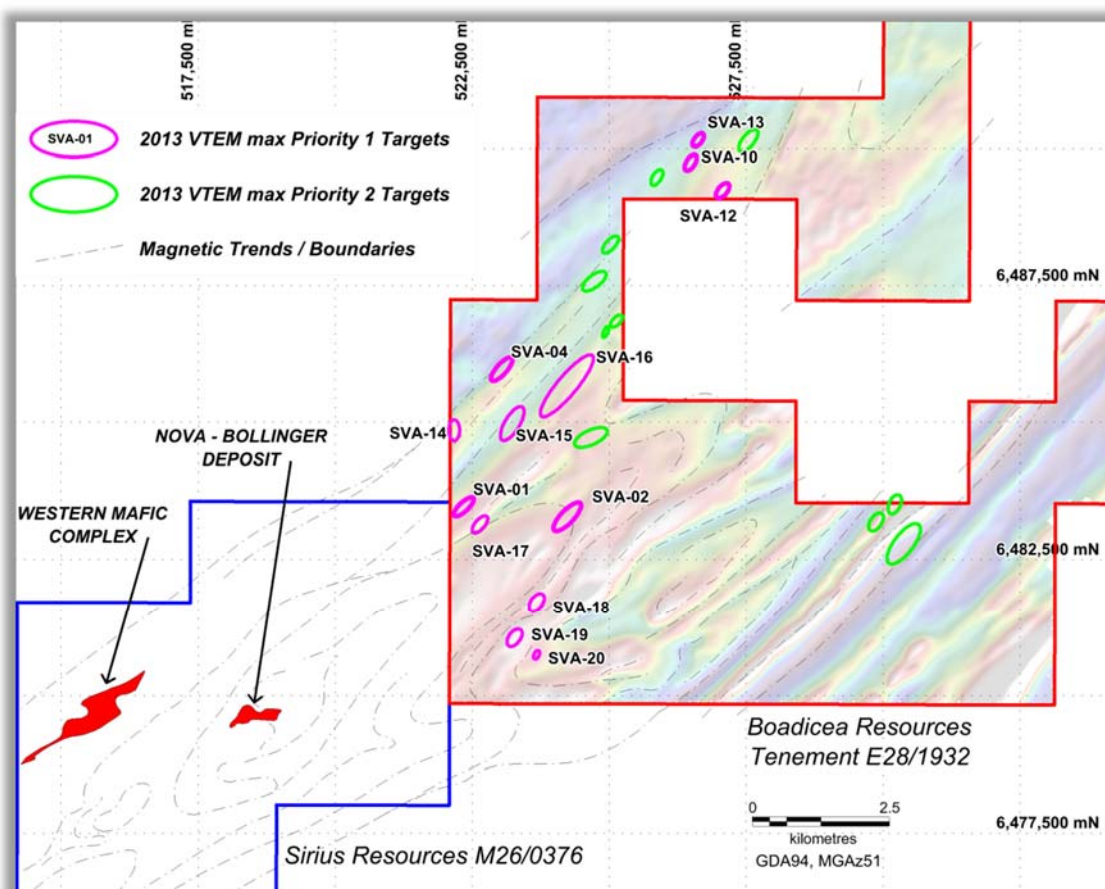 517,500 mE
522,500 mE
527,500 mE
SVA-01
2013 VTEM max Priority 1 Targets
2013 VTEM max Priority 2 Targets
Magnetic Trends / Boundaries
SVA-13
SVA-10
SVA-12
6,487,500 mN
SVA-04
SVA-16
SVA-14
SVA-15
NOVA - BOLLINGER
DEPOSIT
WESTERN MAFIC
COMPLEX
SVA-01
SVA-02
SVA-17
6,482,500 mN
SVA-18
SVA-19
SVA-20
Boadicea Resources
Tenement E28/1932
0
2.5
kilometres
GDA94, MGAz51
6,477,500 mN
Sirius Resources M26/0376